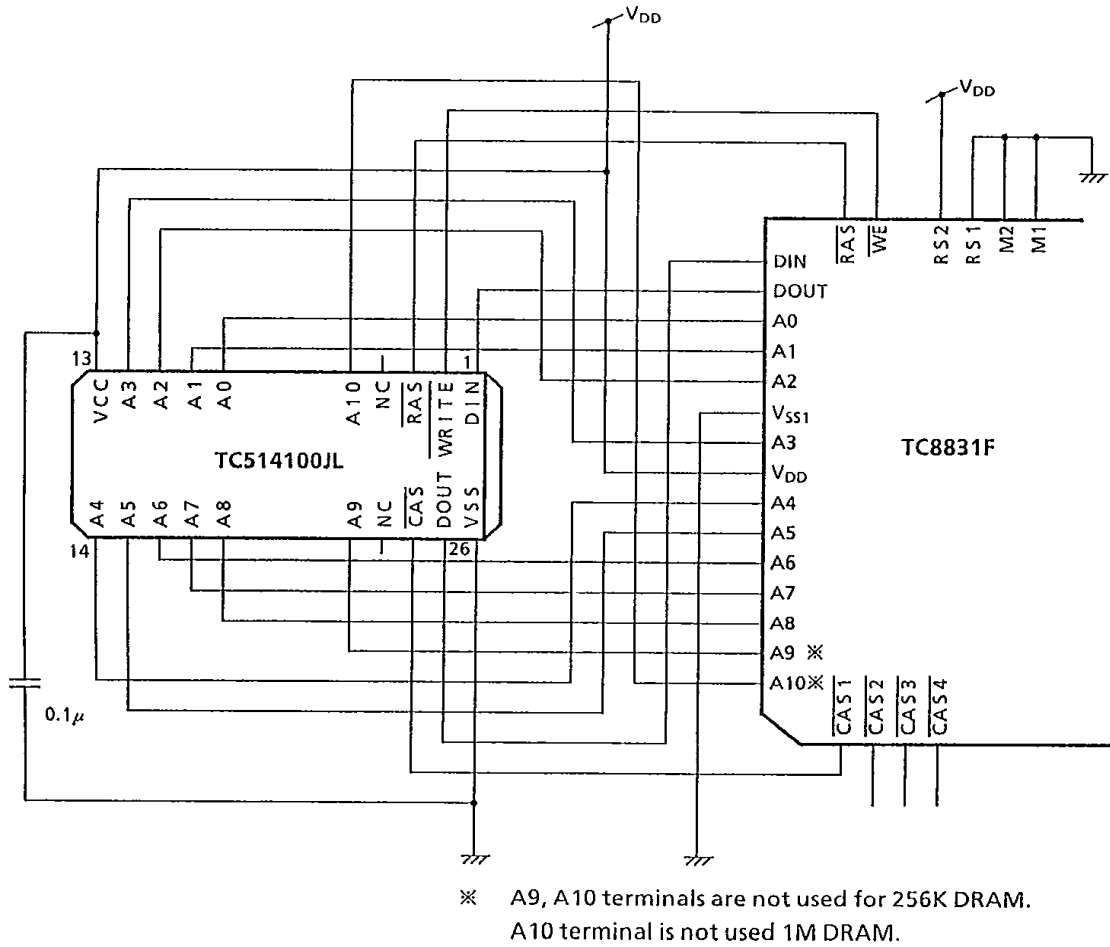 VDD
VDD
RAS
WE
RS2
RS1
M2
M1
DIN
DOUT
A0
A1
A2
VSS1
A3
VDD
A4
A5
A6
A7
A8
A9 ※
A10※
CAS1
CAS2
CAS3
CAS4
TC8831F
13
1
VCC
A3
A2
A1
A0
A10
NC
RAS
WRITE
DIN
TC514100JL
A4
A5
A6
A7
A8
A9
NC
CAS
DOUT
VSS
14
26
0.1μ
※ A9, A10 terminals are not used for 256K DRAM.
A10 terminal is not used 1M DRAM.